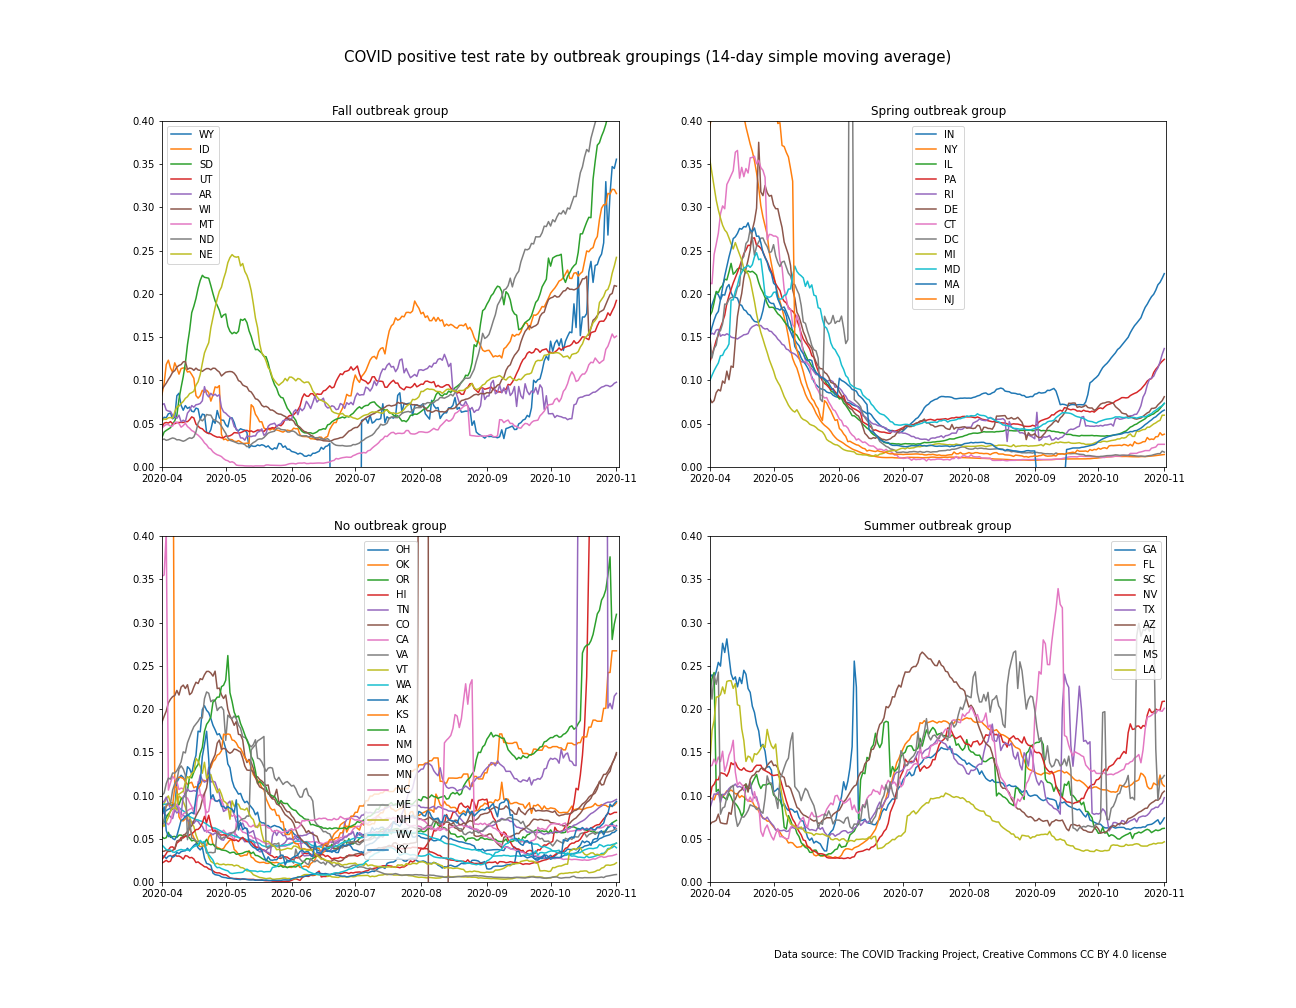 COVID positive test rate by outbreak groupings (14-day simple moving average)
Fall outbreak group
0.40
0.35
0.30
0.25
0.20
0.15
0.10
0.05
0.00
2020-04 2020-05 2020-06 2020-07 2020-08 2020-09 2020-10 2020-11
WY
ID
SD
UT
AR
WI
MT
ND
NE
Spring outbreak group
0.40
0.35
0.30
0.25
0.20
0.15
0.10
0.05
0.00
2020-04 2020-05 2020-06 2020-07 2020-08 2020-09 2020-10 2020-11
IN
NY
IL
PA
RI
DE
CT
DC
MI
MD
MA
NJ
No outbreak group
0.40
0.35
0.30
0.25
0.20
0.15
0.10
0.05
0.00
2020-04 2020-05 2020-06 2020-07 2020-08 2020-09 2020-10 2020-11
OH
OK
OR
HI
TN
CO
CA
VA
VT
WA
AK
KS
IA
NM
MO
MN
NC
ME
NH
WV
KY
Summer outbreak group
0.40
0.35
0.30
0.25
0.20
0.15
0.10
0.05
0.00
2020-04 2020-05 2020-06 2020-07 2020-08 2020-09 2020-10 2020-11
GA
FL
SC
NV
TX
AZ
AL
MS
LA
Data source: The COVID Tracking Project, Creative Commons CC BY 4.0 license